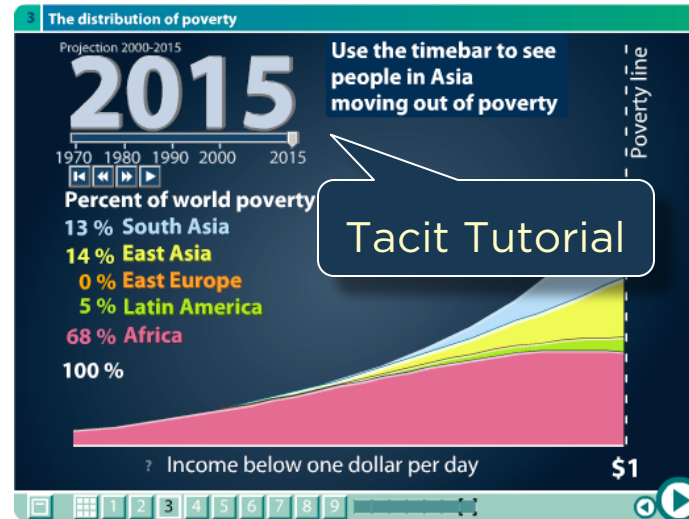 3 The distribution of poverty
Projection 2000-2015
2015
1970 1980 1990 2000 2015
Use the timebar to see
people in Asia
moving out of poverty
Poverty line
Tacit Tutorial
Percent of world poverty
13 % South Asia
14 % East Asia
0 % East Europe
5 % Latin America
68 % Africa
100 %
? Income below one dollar per day
$1
1 2 3 4 5 6 7 8 9